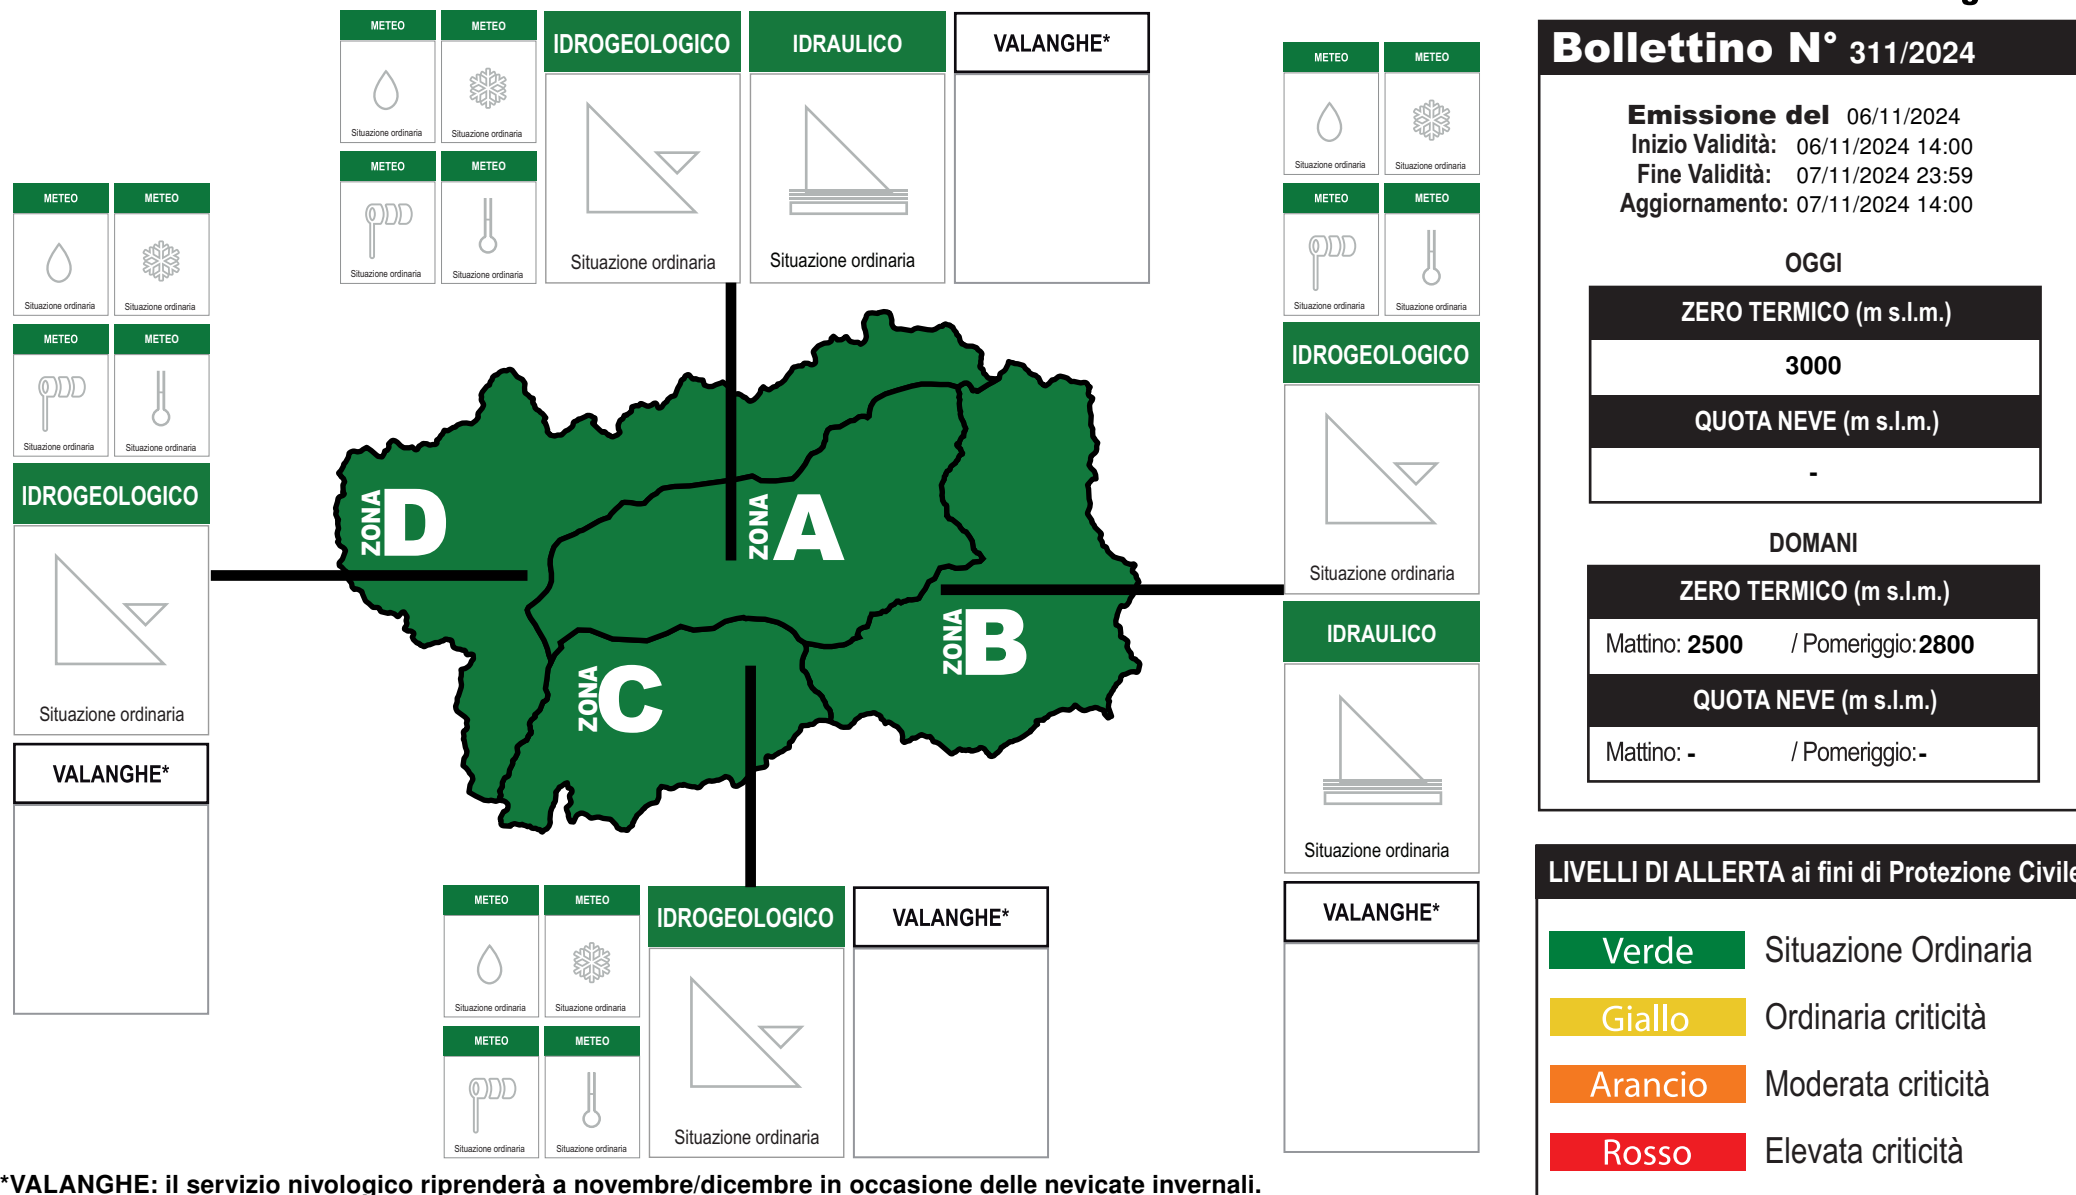 METEO METEO
Situazione ordinaria Situazione ordinaria
METEO METEO
Situazione ordinaria Situazione ordinaria
IDROGEOLOGICO
Situazione ordinaria
IDRAULICO
Situazione ordinaria
VALANGHE*
METEO METEO
Situazione ordinaria Situazione ordinaria
METEO METEO
Situazione ordinaria Situazione ordinaria
IDROGEOLOGICO
Situazione ordinaria
VALANGHE*
ZONA D
ZONA A
ZONA B
ZONA C
METEO METEO
Situazione ordinaria Situazione ordinaria
METEO METEO
Situazione ordinaria Situazione ordinaria
IDROGEOLOGICO
Situazione ordinaria
IDRAULICO
Situazione ordinaria
VALANGHE*
METEO METEO
Situazione ordinaria Situazione ordinaria
METEO METEO
Situazione ordinaria Situazione ordinaria
IDROGEOLOGICO
Situazione ordinaria
VALANGHE*
*VALANGHE: il servizio nivologico riprenderà a novembre/dicembre in occasione delle nevicate invernali.
Bollettino N° 311/2024
Emissione del 06/11/2024
Inizio Validità: 06/11/2024 14:00
Fine Validità: 07/11/2024 23:59
Aggiornamento: 07/11/2024 14:00
OGGI
ZERO TERMICO (m s.l.m.)
3000
QUOTA NEVE (m s.l.m.)
-
DOMANI
ZERO TERMICO (m s.l.m.)
Mattino: 2500 / Pomeriggio: 2800
QUOTA NEVE (m s.l.m.)
Mattino: - / Pomeriggio: -
LIVELLI DI ALLERTA ai fini di Protezione Civile
Verde Situazione Ordinaria
Giallo Ordinaria criticità
Arancio Moderata criticità
Rosso Elevata criticità